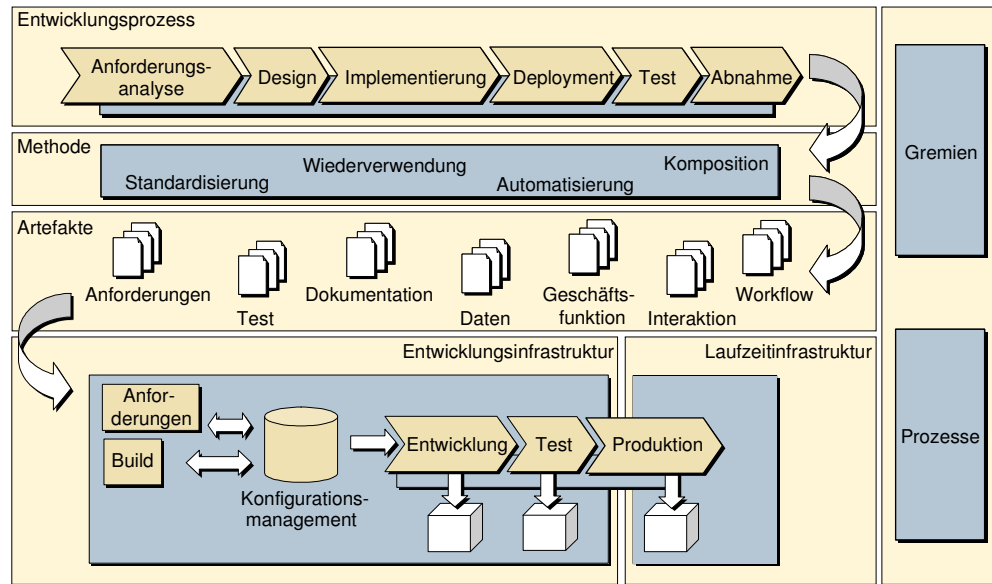 Entwicklungsprozess
Anforderungs-
analyse
Design
Implementierung
Deployment
Test
Abnahme
Methode
Wiederverwendung
Komposition
Standardisierung
Automatisierung
Artefakte
Anforderungen
Test
Dokumentation
Daten
Geschäfts-
funktion
Interaktion
Workflow
Entwicklungsinfrastruktur
Laufzeitinfrastruktur
Anfor-
derungen
Build
Konfigurations-
management
Entwicklung
Test
Produktion
Gremien
Prozesse